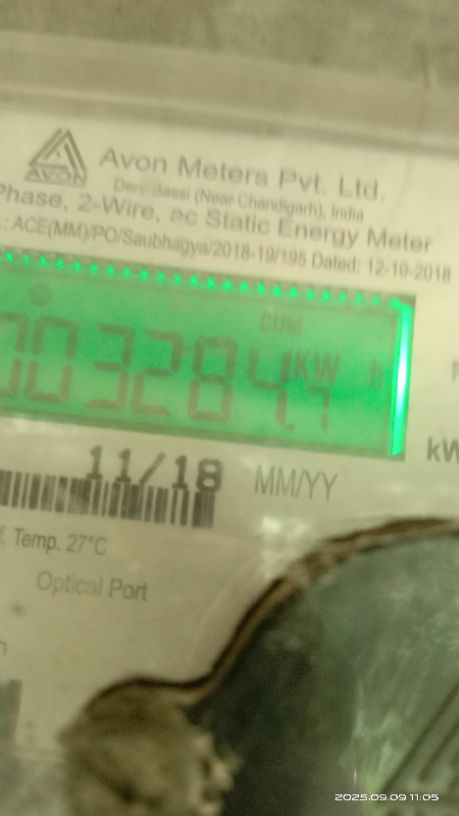 AVON
Avon Meters Pvt. Ltd.
Dera Bassi (Near Chandigarh), India
Phase, 2-Wire, ac Static Energy Meter
.: ACE(MM)/PO/Saubhagya/2018-19/195 Dated: 12-10-2018
CUM
003284.7 KW h
kW
11/18 MM/YY
. Temp. 27°C
Optical Port
2025.09.09 11:05